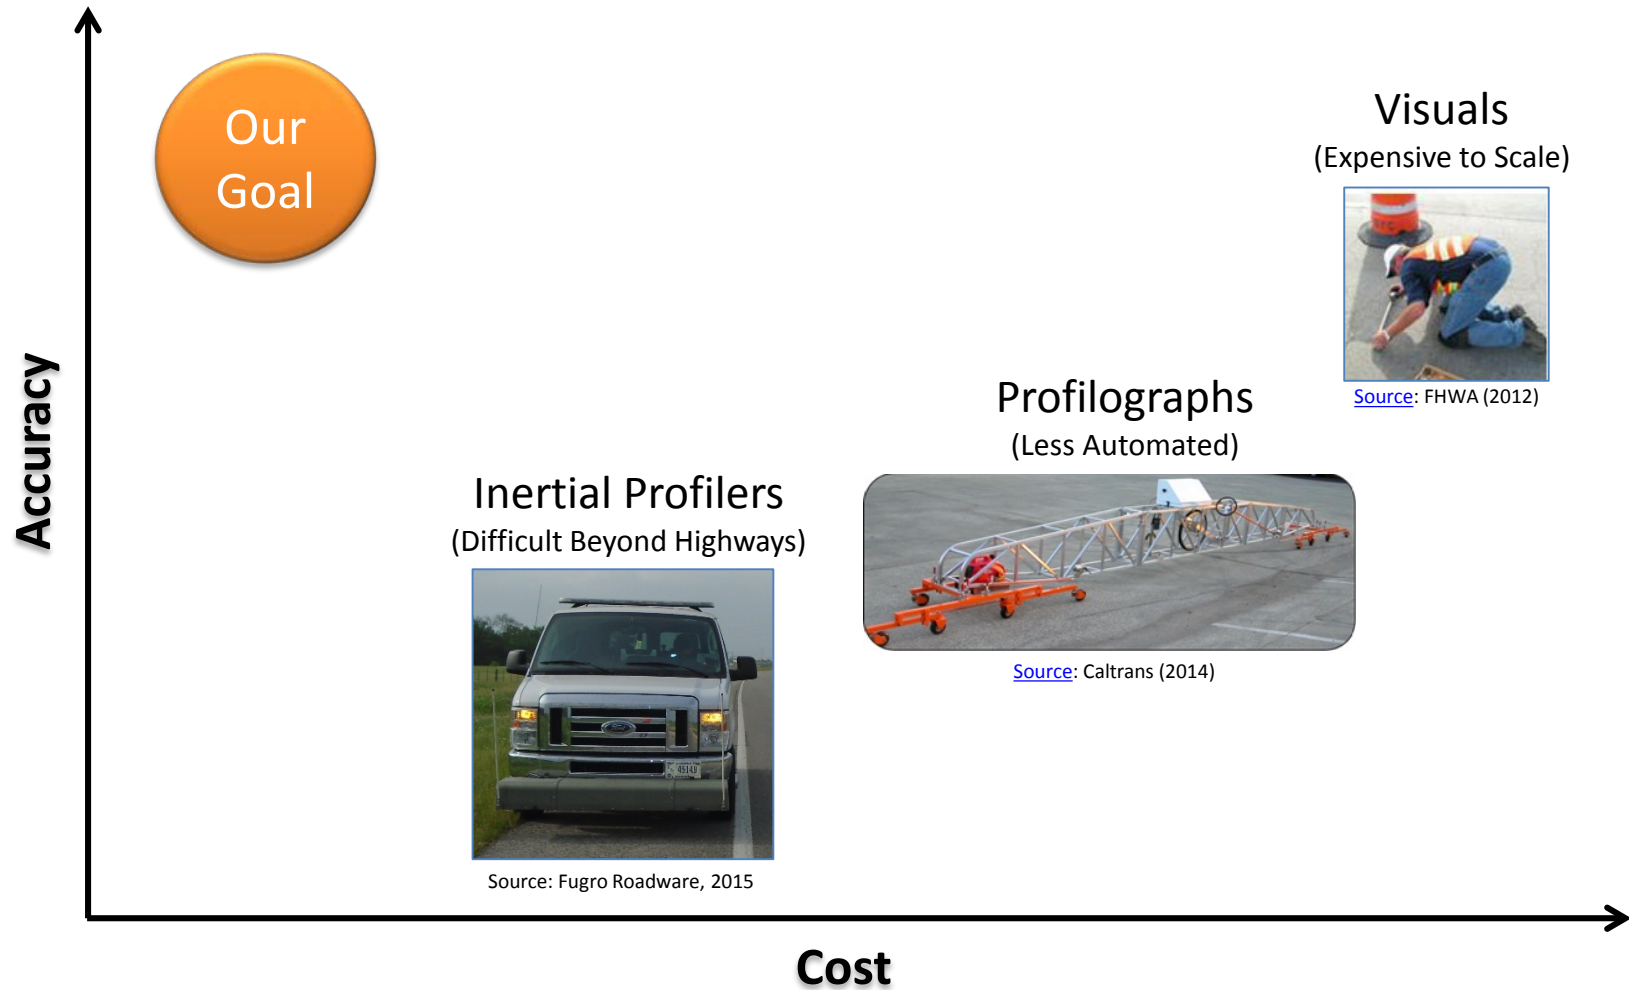 Our
Goal
Visuals
(Expensive to Scale)
Source: FHWA (2012)
Profilographs
(Less Automated)
Source: Caltrans (2014)
Inertial Profilers
(Difficult Beyond Highways)
Source: Fugro Roadware, 2015
Accuracy
Cost